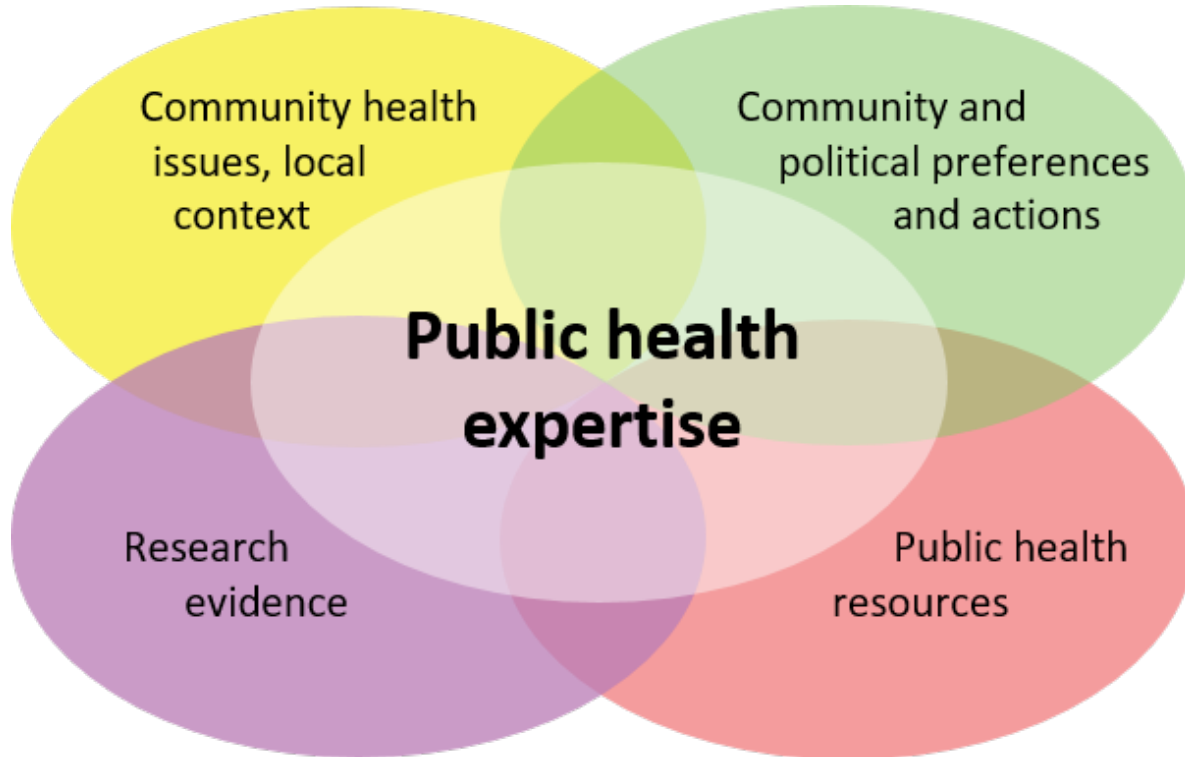 Community health
issues, local
context
Community and
political preferences
and actions
Public health
expertise
Research
evidence
Public health
resources